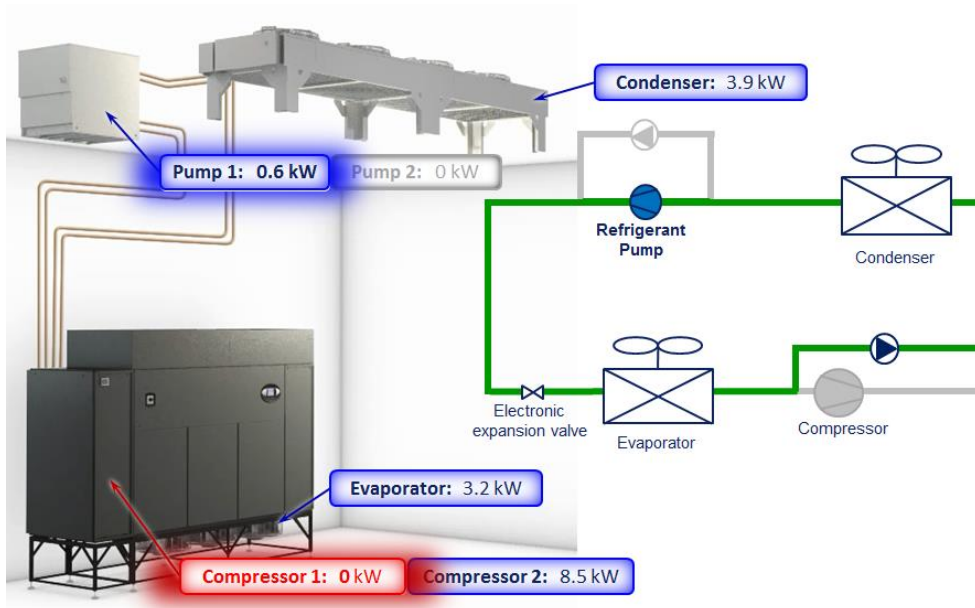 Condenser: 3.9 kW
Pump 1: 0.6 kW
Pump 2: 0 kW
Refrigerant
Pump
Condenser
Electronic
expansion valve
Evaporator
Compressor
Evaporator: 3.2 kW
Compressor 1: 0 kW
Compressor 2: 8.5 kW